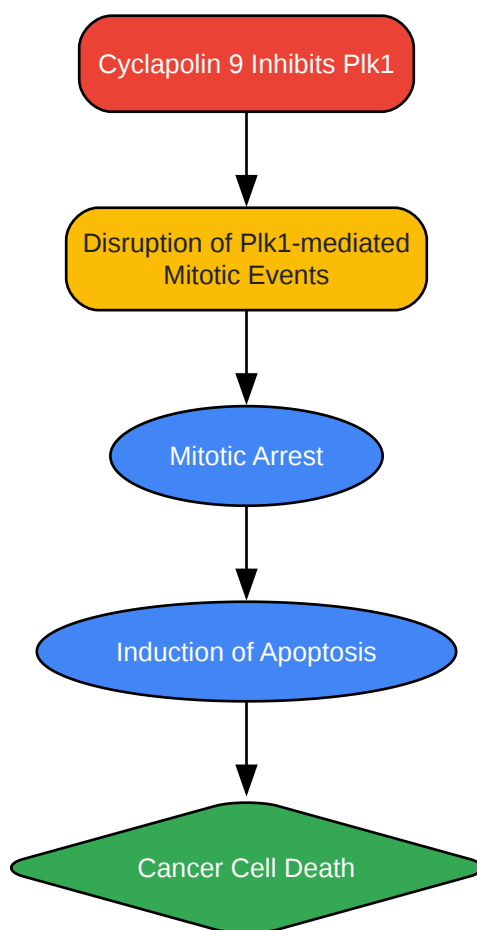 Cyclapolin 9 Inhibits Plk1
Disruption of Plk1-mediated
Mitotic Events
Mitotic Arrest
Induction of Apoptosis
Cancer Cell Death